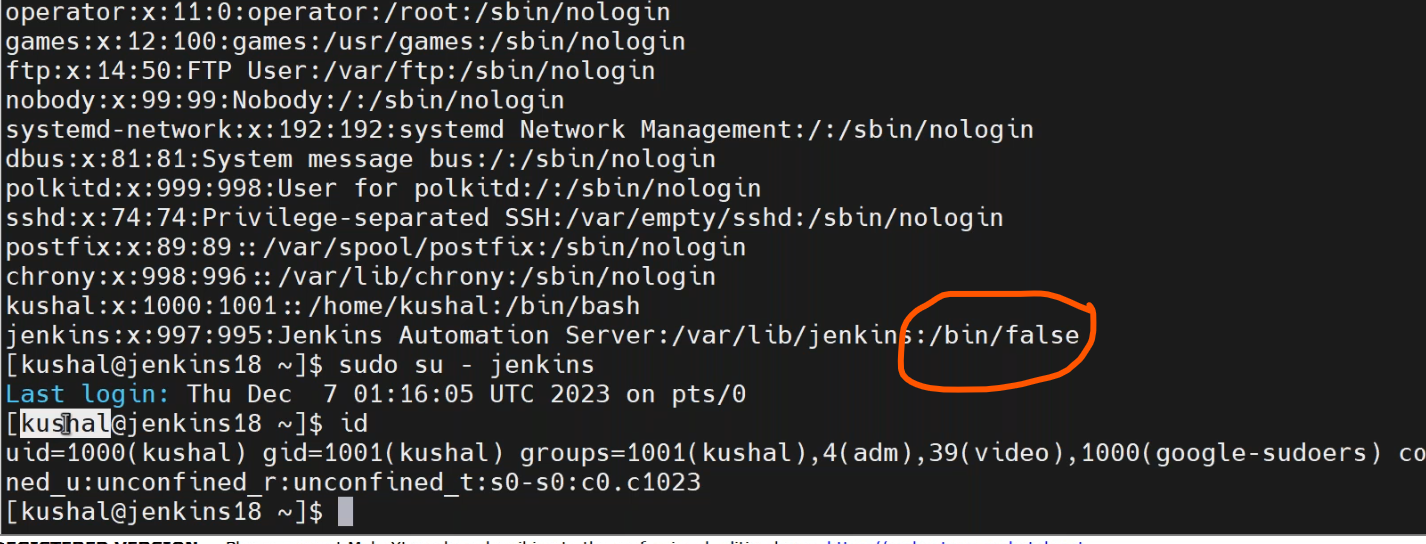 operator:x:11:0:operator:/root:/sbin/nologin
games:x:12:100:games:/usr/games:/sbin/nologin
ftp:x:14:50:FTP User:/var/ftp:/sbin/nologin
nobody:x:99:99:Nobody:/:/sbin/nologin
systemd-network:x:192:192:systemd Network Management:/:/sbin/nologin
dbus:x:81:81:System message bus:/:/sbin/nologin
polkitd:x:999:998:User for polkitd:/:/sbin/nologin
sshd:x:74:74:Privilege-separated SSH:/var/empty/sshd:/sbin/nologin
postfix:x:89:89::/var/spool/postfix:/sbin/nologin
chrony:x:998:996::/var/lib/chrony:/sbin/nologin
kushal:x:1000:1001::/home/kushal:/bin/bash
jenkins:x:997:995:Jenkins Automation Server:/var/lib/jenkins:/bin/false
[kushal@jenkins18 ~]$ sudo su - jenkins
Last login: Thu Dec  7 01:16:05 UTC 2023 on pts/0
[kushal@jenkins18 ~]$ id
uid=1000(kushal) gid=1001(kushal) groups=1001(kushal),4(adm),39(video),1000(google-sudoers) co
ned_u:unconfined_r:unconfined_t:s0-s0:c0.c1023
[kushal@jenkins18 ~]$